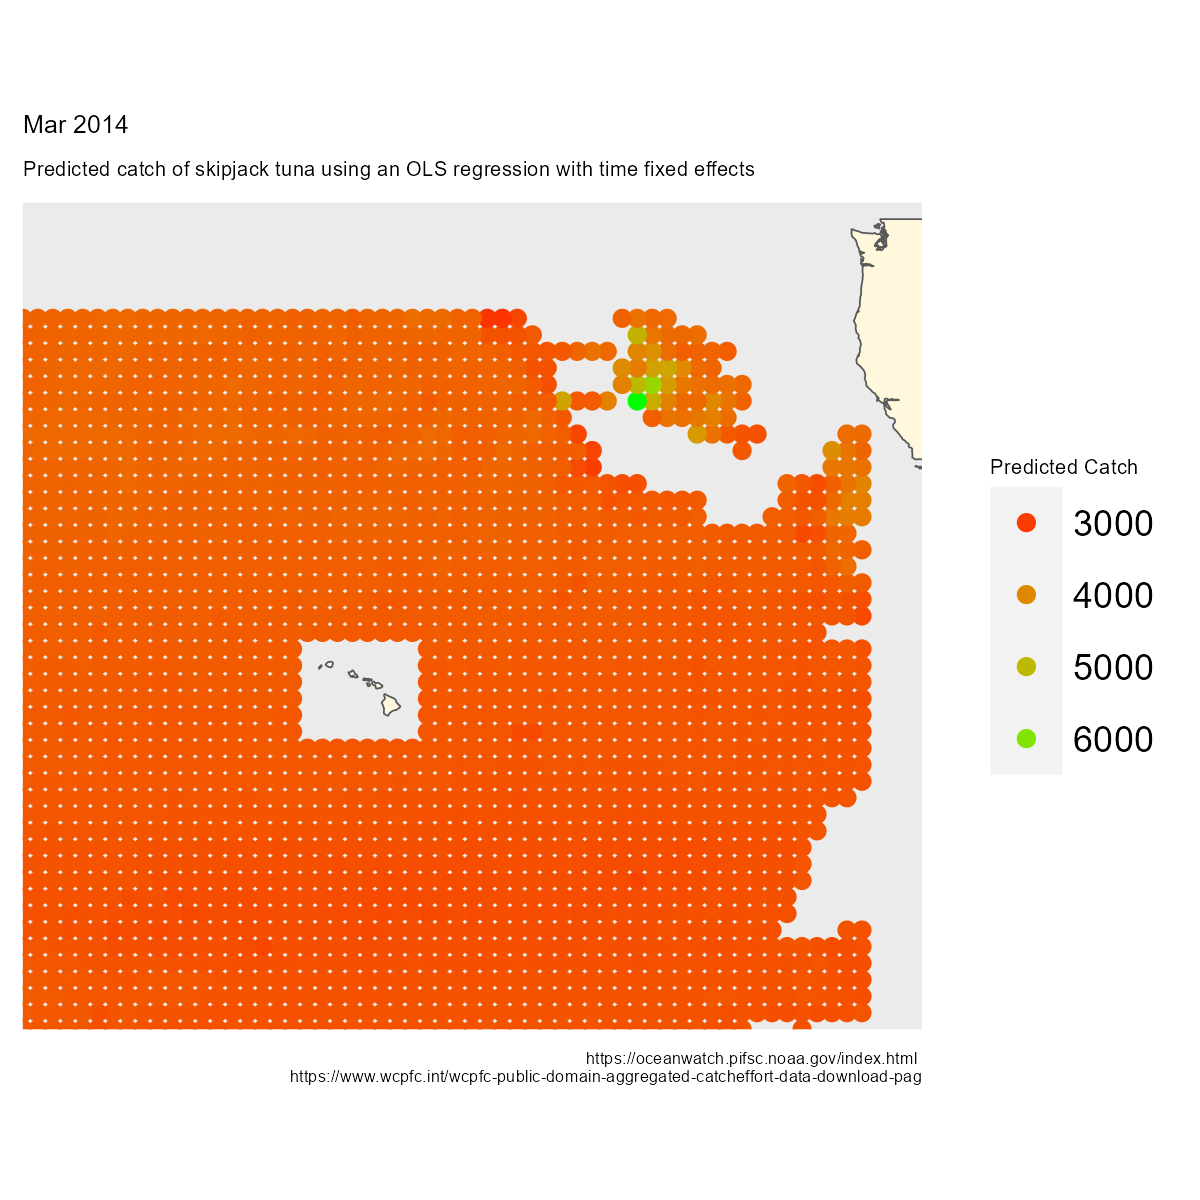 Mar 2014
Predicted catch of skipjack tuna using an OLS regression with time fixed effects
Predicted Catch
3000
4000
5000
6000
https://oceanwatch.pifsc.noaa.gov/index.html
https://www.wcpfc.int/wcpfc-public-domain-aggregated-catcheffort-data-download-pag